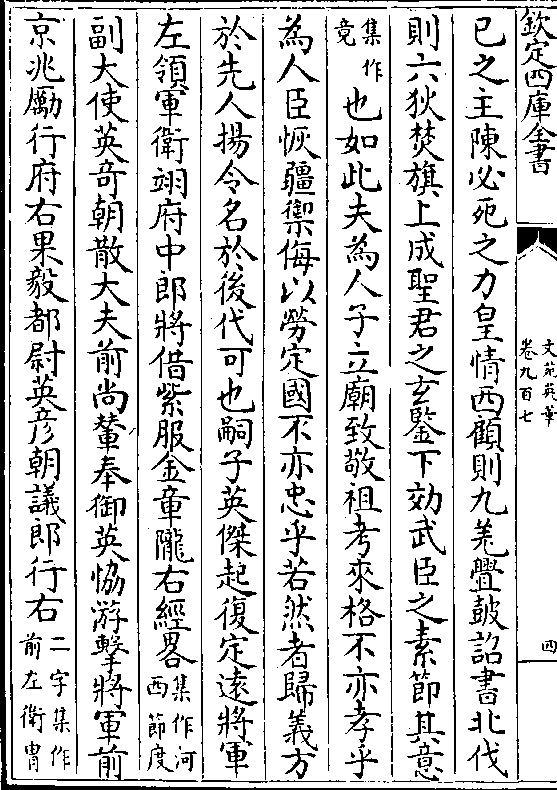 欽定四庫全書
文苑英華
卷九百七
四
已之主陳必死之力皇情西顧則九羌釁鼓詔書北伐
則六狄焚旗上成聖君之玄鑒下効武臣之素節其意
集作
竟
也如此夫為人子立廟致敬祖考來格不亦孝乎
為人臣恢疆禦侮以勞定國不亦忠乎若然者歸義方
於先人揚令名於後代可也嗣子英傑起復定遠將軍
左領軍衛翊府中郎將借紫服金章隴右經畧
集作河
西節度
副大使英竒朝散大夫前尚輦奉御英恊游擊將軍前
京兆勵行府右果毅都尉英彦朝議郎行右
二字集作
前左衛胄